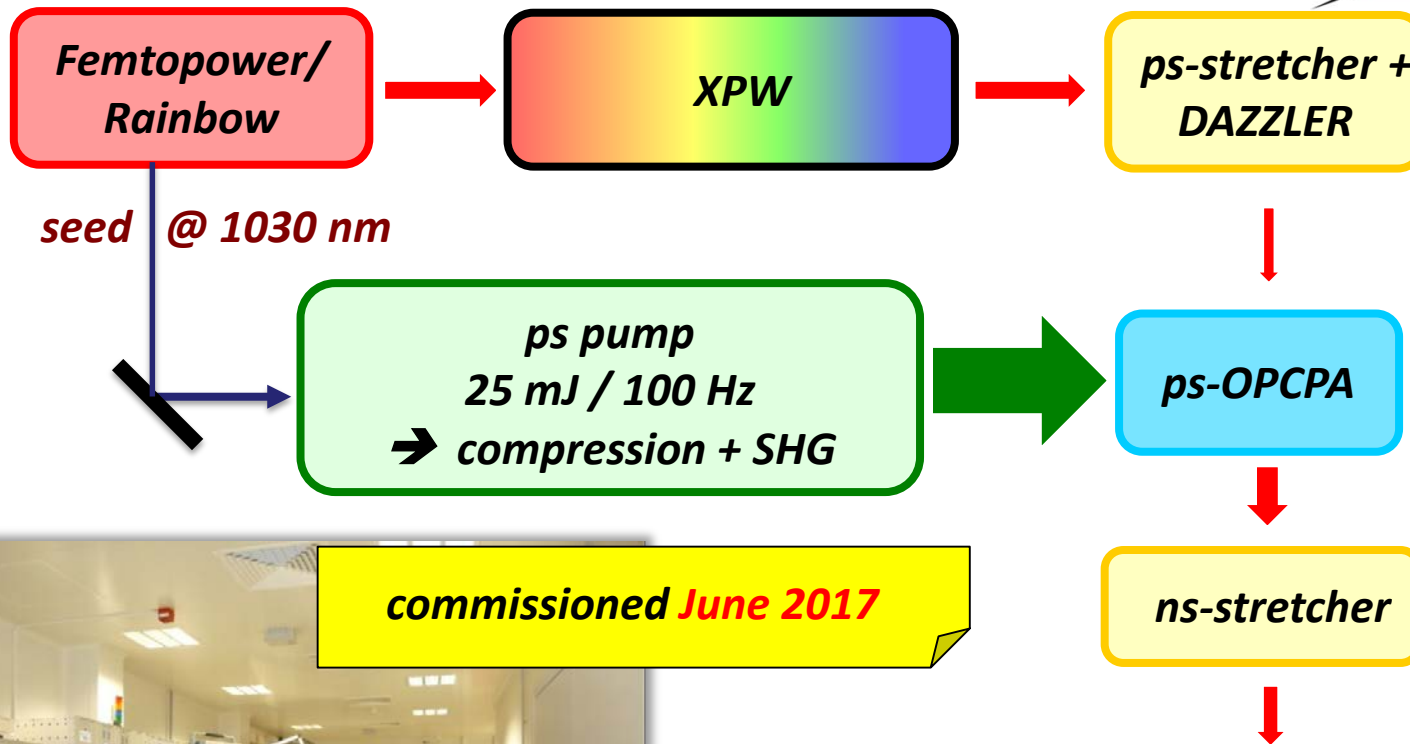 Femtopower/
Rainbow
XPW
ps-stretcher +
DAZZLER
seed @ 1030 nm
ps pump
25 mJ / 100 Hz
➔ compression + SHG
ps-OPCPA
commissioned June 2017
ns-stretcher